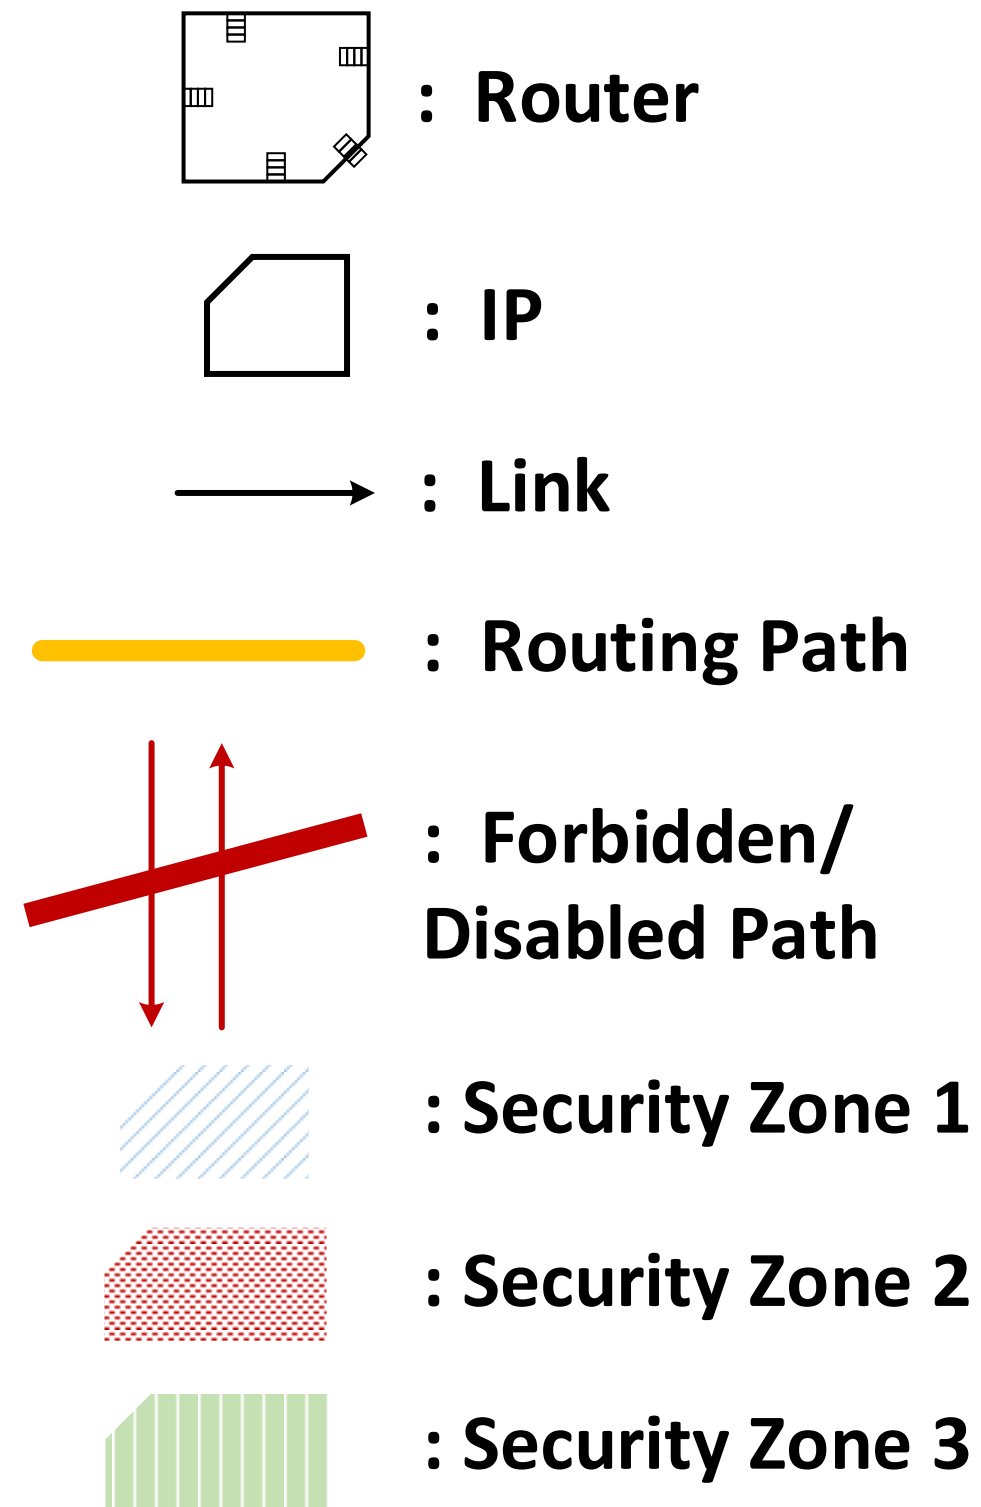 : Router
: IP
: Link
: Routing Path
: Forbidden/
Disabled Path
: Security Zone 1
: Security Zone 2
: Security Zone 3